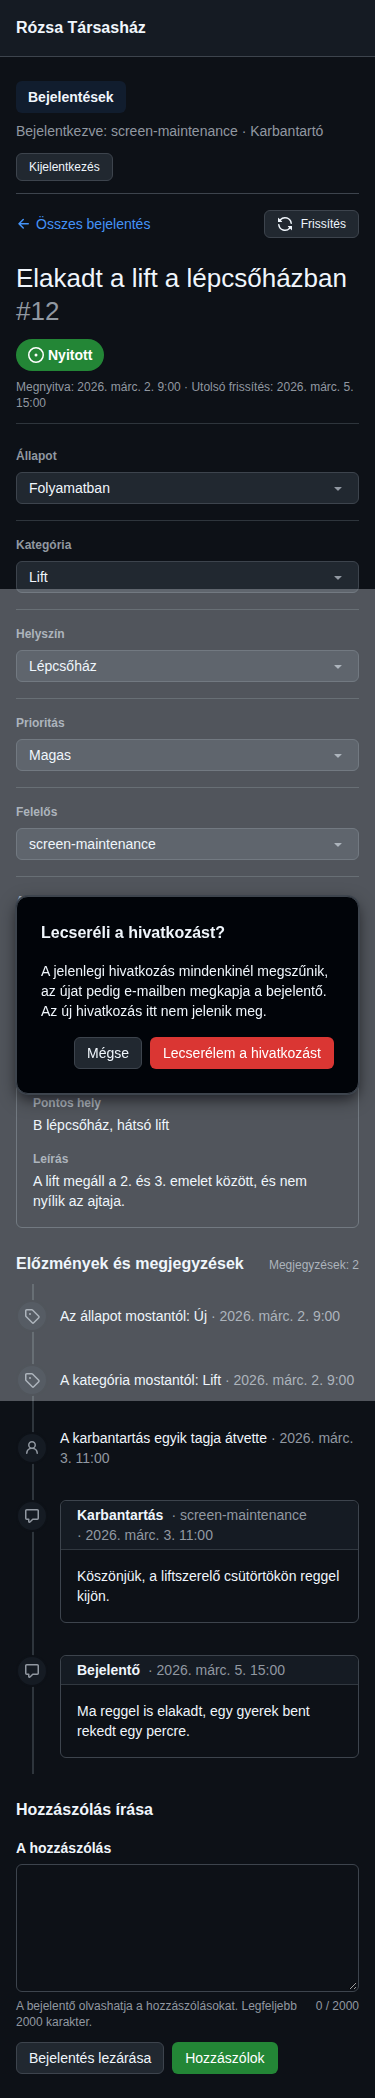 Rózsa Társasház
Bejelentések
Bejelentkezve: screen-maintenance · Karbantartó
Kijelentkezés
← Összes bejelentés
Frissítés
Elakadt a lift a lépcsőházban
#12
Nyitott
Megnyitva: 2026. márc. 2. 9:00 · Utolsó frissítés: 2026. márc. 5.
15:00
Állapot
Folyamatban
Kategória
Lift
Helyszín
Lépcsőház
Prioritás
Magas
Felelős
screen-maintenance
Lecseréli a hivatkozást?
A jelenlegi hivatkozás mindenkinél megszűnik,
az újat pedig e-mailben megkapja a bejelentő.
Az új hivatkozás itt nem jelenik meg.
Mégse
Lecserélem a hivatkozást
Pontos hely
B lépcsőház, hátsó lift
Leírás
A lift megáll a 2. és 3. emelet között, és nem
nyílik az ajtaja.
Előzmények és megjegyzések
Megjegyzések: 2
Az állapot mostantól: Új · 2026. márc. 2. 9:00
A kategória mostantól: Lift · 2026. márc. 2. 9:00
A karbantartás egyik tagja átvette · 2026. márc.
3. 11:00
Karbantartás · screen-maintenance
· 2026. márc. 3. 11:00
Köszönjük, a liftszerelő csütörtökön reggel
kijön.
Bejelentő · 2026. márc. 5. 15:00
Ma reggel is elakadt, egy gyerek bent
rekedt egy percre.
Hozzászólás írása
A hozzászólás
A bejelentő olvashatja a hozzászólásokat. Legfeljebb
2000 karakter.
0 / 2000
Bejelentés lezárása
Hozzászólok